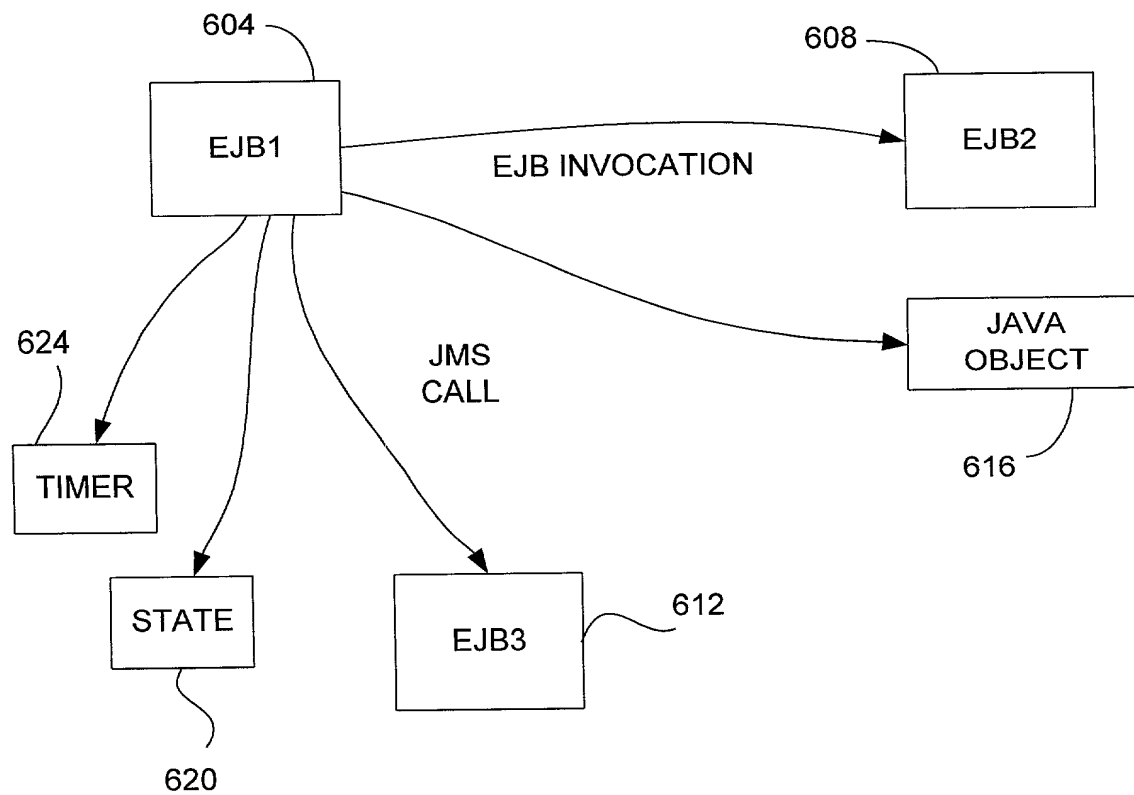 604
608
EJB1
EJB2
EJB INVOCATION
JAVA
OBJECT
624
JMS
CALL
616
TIMER
612
STATE
EJB3
620